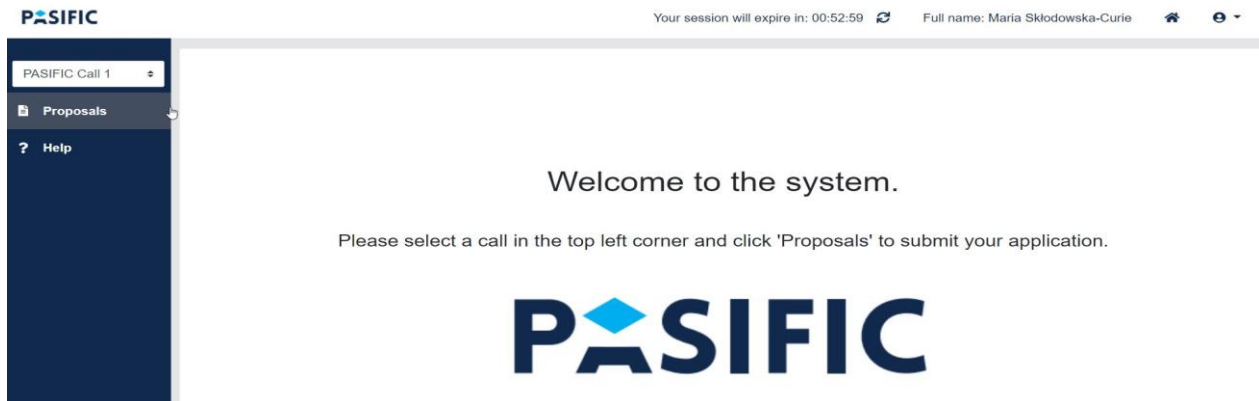 PASIFIC
Your session will expire in: 00:52:59 Full name: Maria Skłodowska-Curie
PASIFIC Call 1
Proposals
? Help
Welcome to the system.
Please select a call in the top left corner and click 'Proposals' to submit your application.
PASIFIC